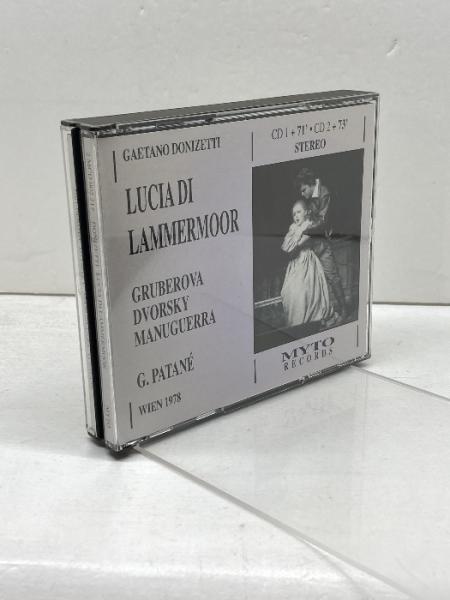 GAETANO DONIZETTI
LUCIA DI
LAMMERMOOR
GRUBEROVA
DVORSKY
MANUGUERRA
G. PATANÉ
WIEN 1978
CD 1 + 71' • CD 2 + 73'
STEREO
MYTO
RECORDS